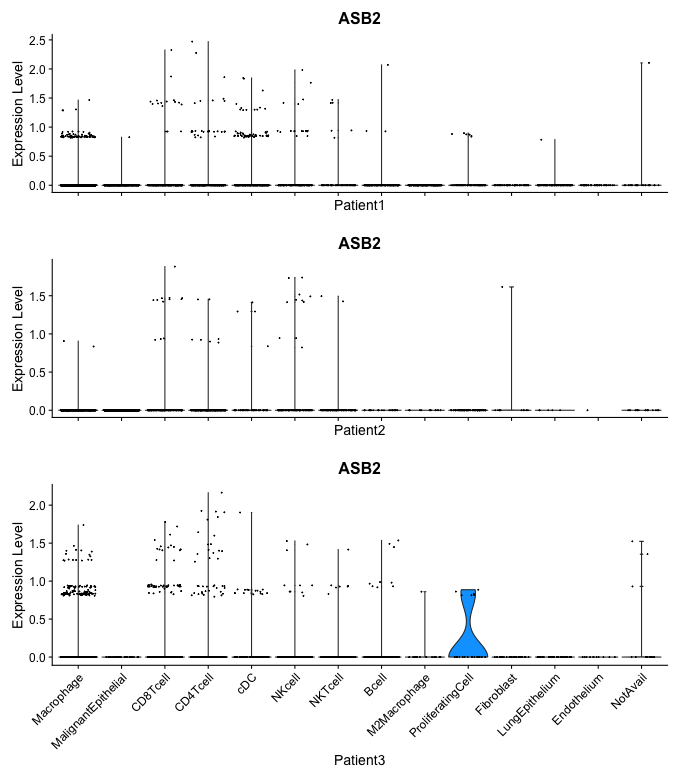 ASB2
Expression Level
2.5
2.0
1.5
1.0
0.5
0.0
Patient1
ASB2
Expression Level
1.5
1.0
0.5
0.0
Patient2
ASB2
Expression Level
2.0
1.5
1.0
0.5
0.0
Macrophage
MalignantEpithelial
CD8Tcell
CD4Tcell
cDC
NKcell
NKTcell
Bcell
M2Macrophage
ProliferatingCell
Fibroblast
LungEpithelium
Endothelium
NotAvail
Patient3